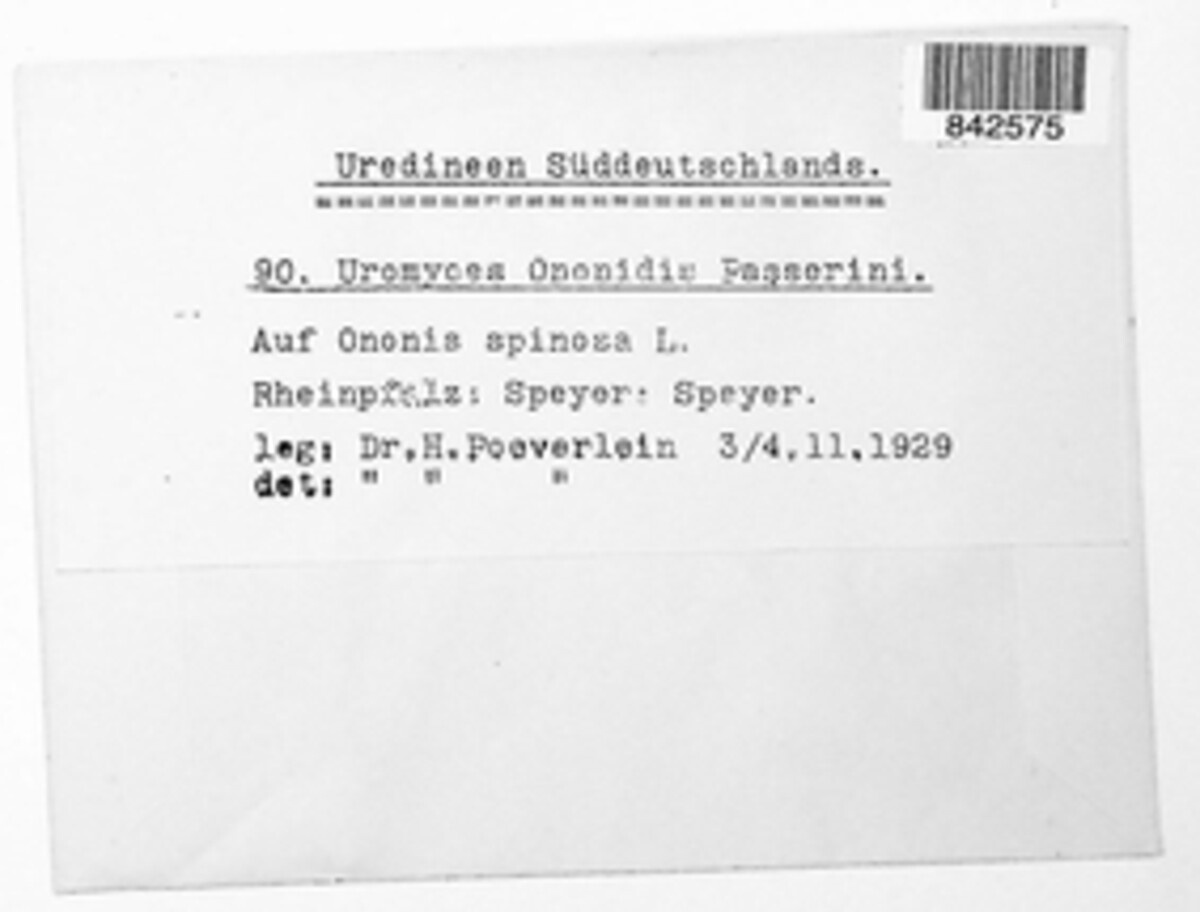 842575
Uredineen Süddeutschlands.
90. Uromyces Ononidis Passerini.
Auf Ononis spinosa L.
Rheinpfalz: Speyer: Speyer.
leg: Dr.H.Poeverlein 3/4.11.1929
det: " " "